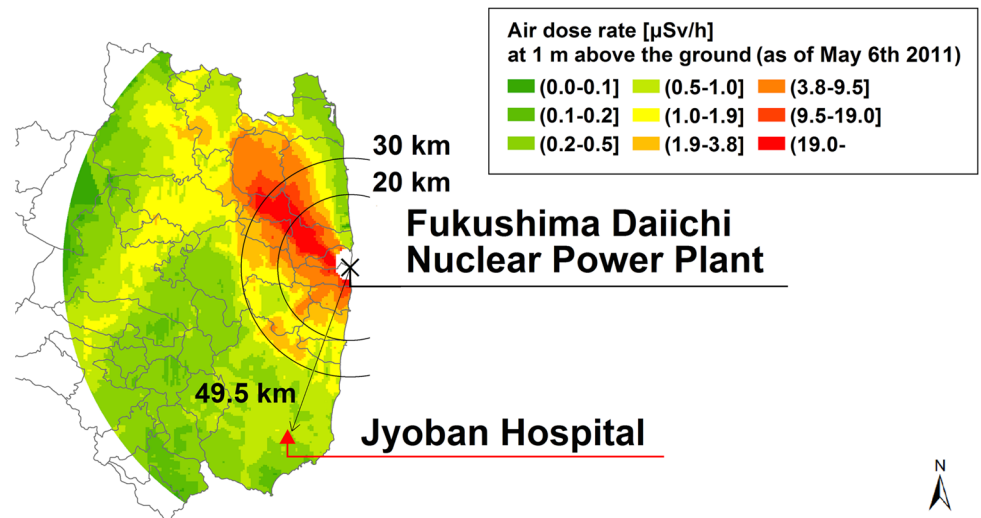 Air dose rate [µSv/h]
at 1 m above the ground (as of May 6th 2011)
(0.0-0.1] (0.5-1.0] (3.8-9.5]
(0.1-0.2] (1.0-1.9] (9.5-19.0]
(0.2-0.5] (1.9-3.8] (19.0-
30 km
20 km
Fukushima Daiichi
Nuclear Power Plant
49.5 km
Jyoban Hospital
N